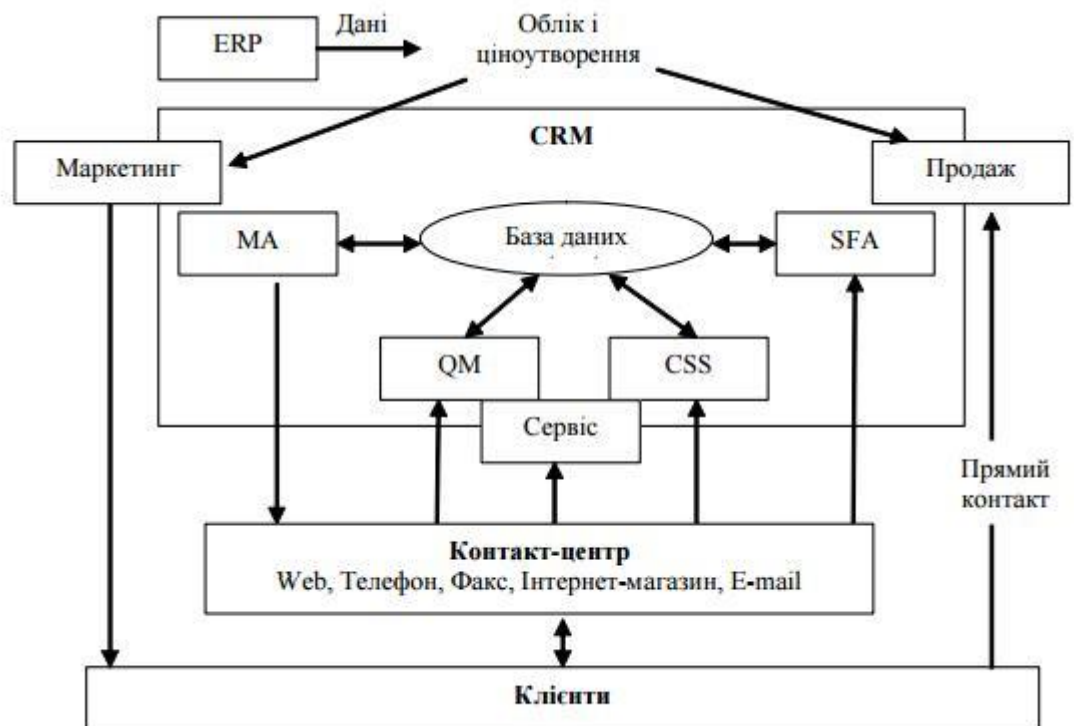 Дані
ERP
Облік і
ціноутворення
CRM
Маркетинг
Продаж
MA
База даних
SFA
QM
CSS
Сервіс
Прямий
контакт
Контакт-центр
Web, Телефон, Факс, Інтернет-магазин, E-mail
Клієнти